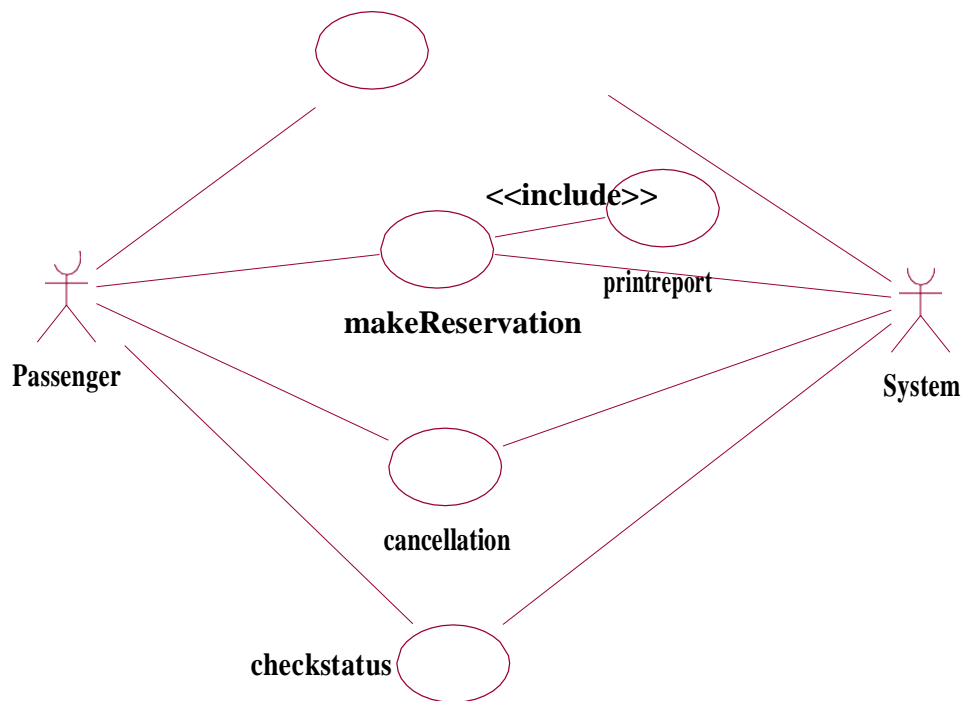 <<include>>
printreport
makeReservation
Passenger
System
cancellation
checkstatus